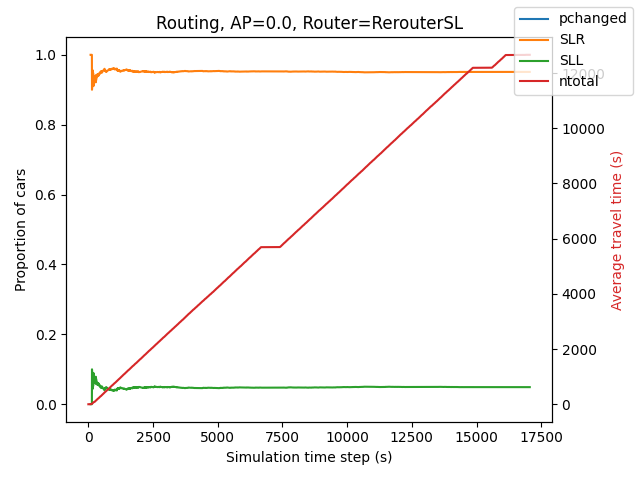 Routing, AP=0.0, Router=RerouterSL
pchanged
SLR
SLL
ntotal
1.0
0.8
0.6
0.4
0.2
0.0
Proportion of cars
12000
10000
8000
6000
4000
2000
0
Average travel time (s)
0 2500 5000 7500 10000 12500 15000 17500
Simulation time step (s)